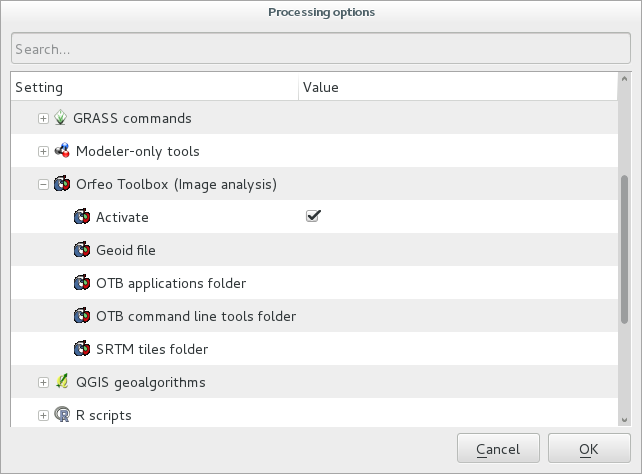 Processing options
Search...
Setting Value
GRASS commands
Modeler-only tools
Orfeo Toolbox (Image analysis)
Activate
Geoid file
OTB applications folder
OTB command line tools folder
SRTM tiles folder
QGIS geoalgorithms
R scripts
Cancel OK